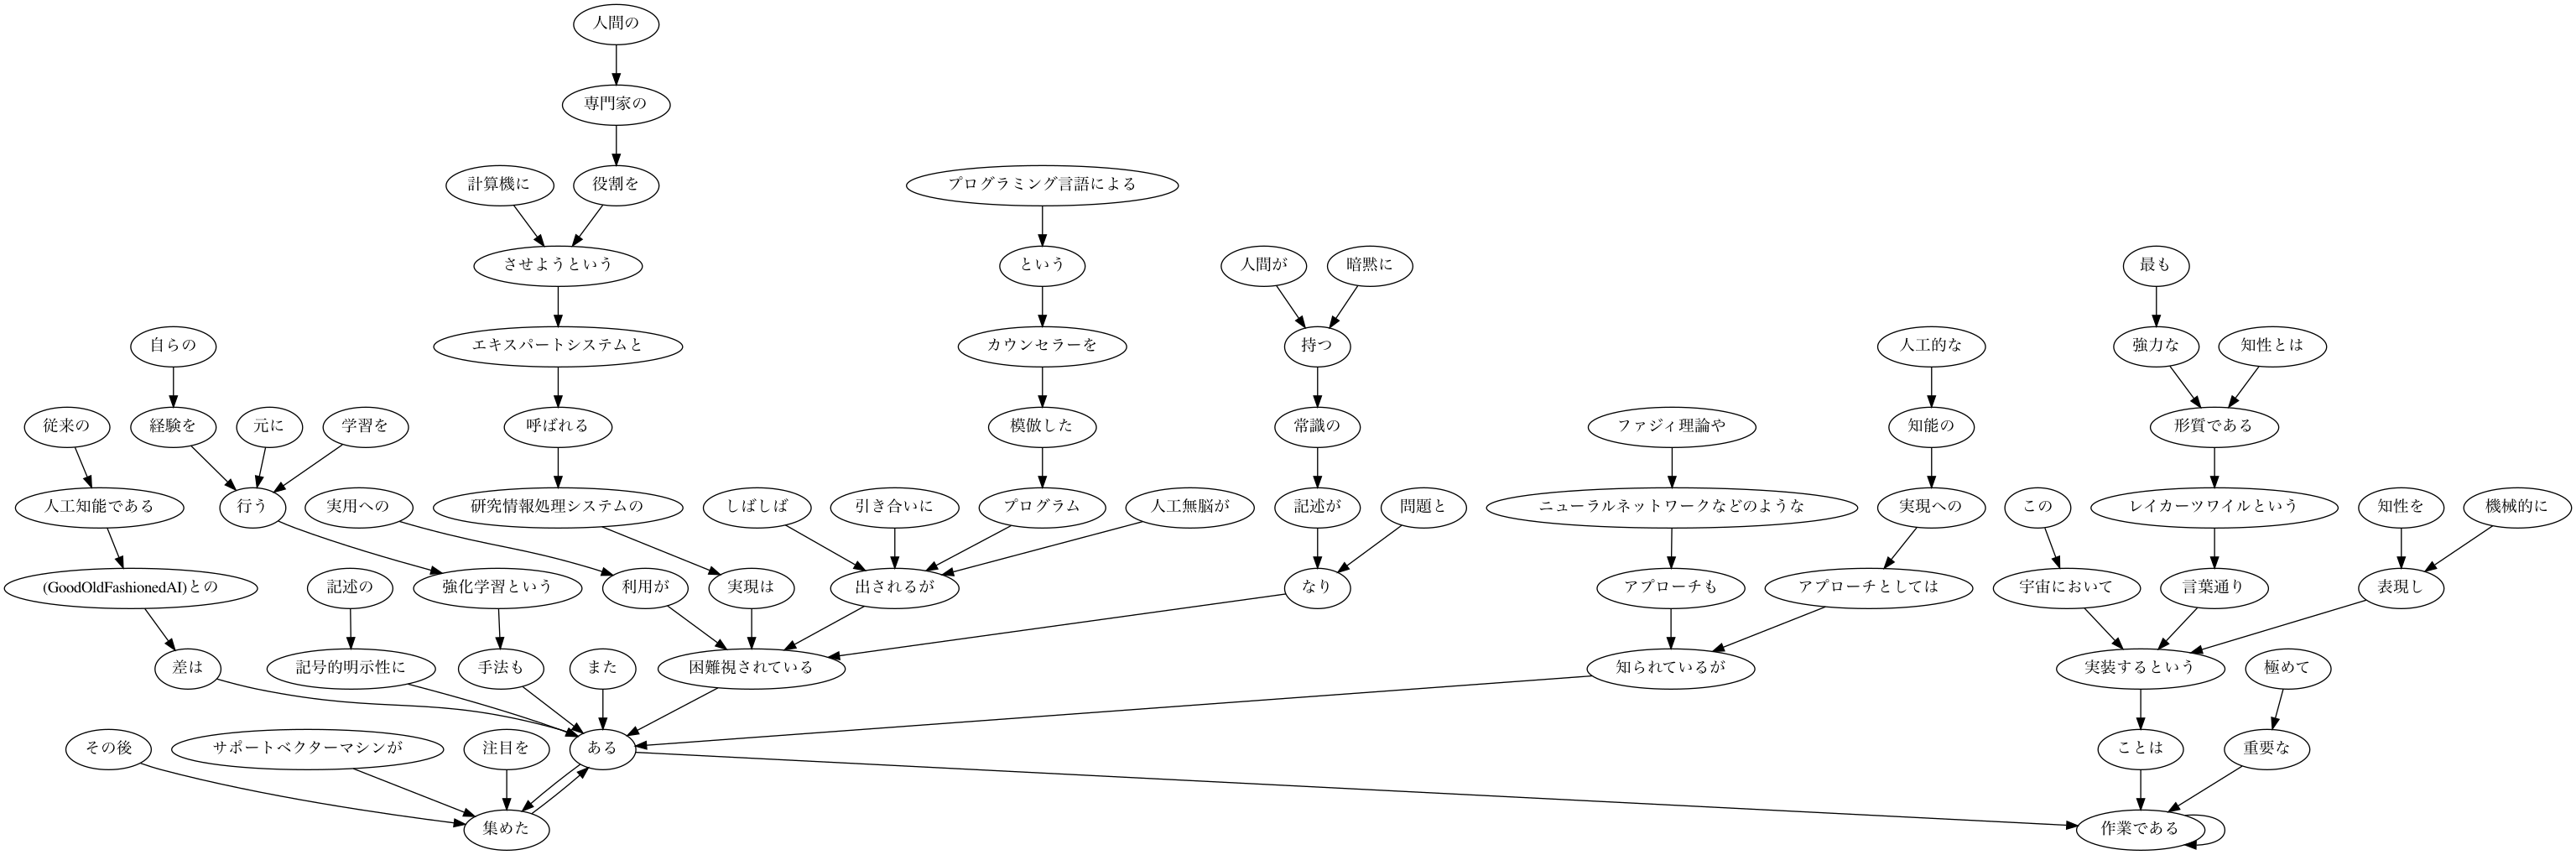 人間の
専門家の
計算機に
役割を
プログラミング言語による
させようという
という
人間が
暗黙に
最も
自らの
エキスパートシステムと
カウンセラーを
持つ
人工的な
強力な
知性とは
従来の
経験を
元に
学習を
呼ばれる
模倣した
常識の
ファジィ理論や
知能の
形質である
人工知能である
行う
実用への
研究情報処理システムの
しばしば
引き合いに
プログラム
人工無脳が
記述が
問題と
ニューラルネットワークなどのような
実現への
この
レイカーツワイルという
知性を
機械的に
(GoodOldFashionedAI)との
記述の
強化学習という
利用が
実現は
出されるが
なり
アプローチも
アプローチとしては
宇宙において
言葉通り
表現し
差は
記号的明示性に
手法も
また
困難視されている
知られているが
実装するという
極めて
その後
サポートベクターマシンが
注目を
ある
ことは
重要な
集めた
作業である